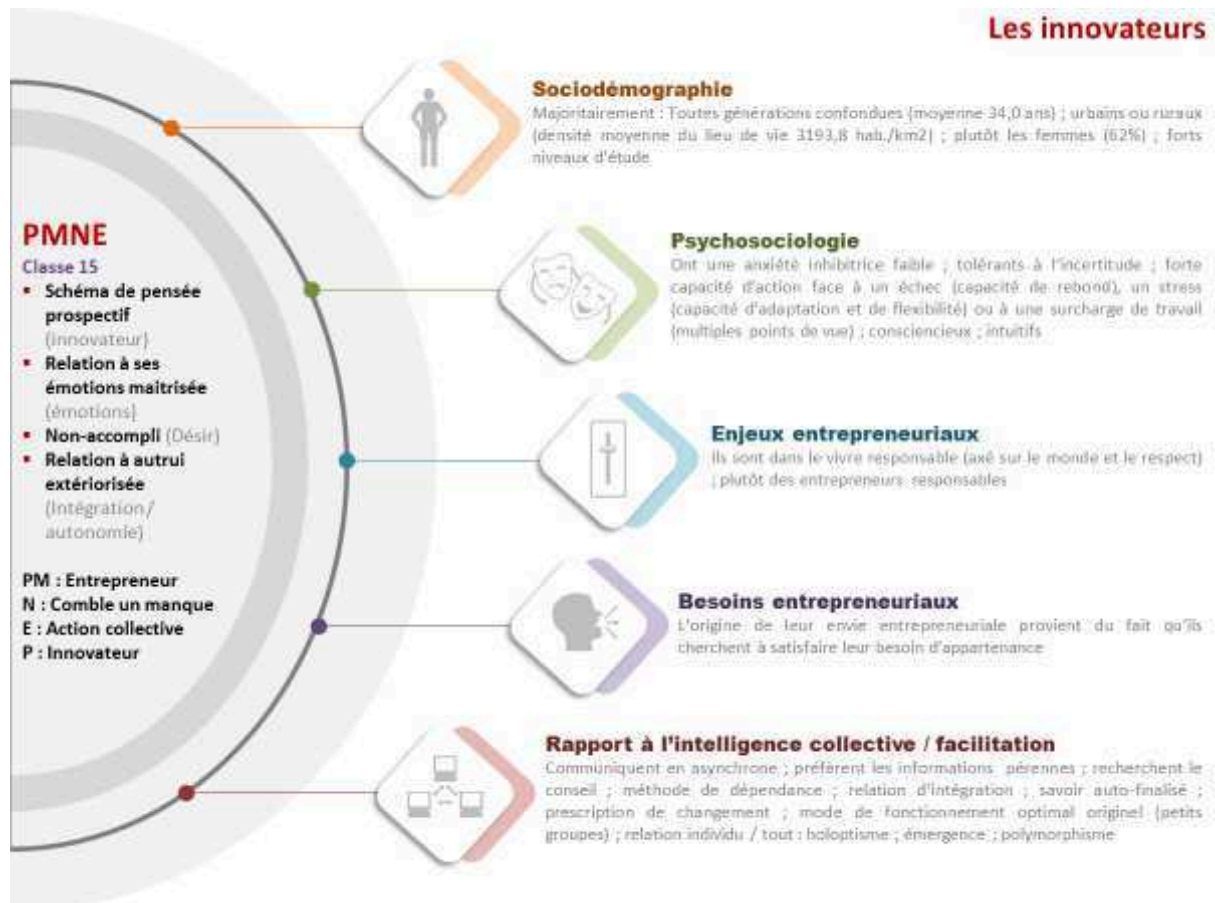 Les innovateurs
Sociodémographie
Majoritairement : Toutes générations confondues (moyenne 34,0 ans) ; urbains ou ruraux
(densité moyenne du lieu de vie 3193,8 hab./km2) ; plutôt les femmes (62%) ; forts
niveaux d'étude
PMNE
Classe 15
▪ Schéma de pensée
prospectif
(innovateur)
▪ Relation à ses
émotions maitrisée
(émotions)
▪ Non-accompli (Désir)
▪ Relation à autrui
extériorisée
(Intégration/
autonomie)
PM : Entrepreneur
N : Comble un manque
E : Action collective
P : Innovateur
Psychosociologie
Ont une anxiété inhibitrice faible ; tolérants à l'incertitude ; forte
capacité d'action face à un échec (capacité de rebond), un stress
(capacité d'adaptation et de flexibilité) ou à une surcharge de travail
(multiples points de vue) ; consciencieux ; intuitifs
Enjeux entrepreneuriaux
Ils sont dans le vivre responsable (axé sur le monde et le respect)
; plutôt des entrepreneurs responsables
Besoins entrepreneuriaux
L'origine de leur envie entrepreneuriale provient du fait qu'ils
cherchent à satisfaire leur besoin d'appartenance
Rapport à l'intelligence collective / facilitation
Communiquent en asynchrone ; préfèrent les informations pérennes ; recherchent le
conseil ; méthode de dépendance ; relation d'intégration ; savoir auto-finalisé ;
prescription de changement ; mode de fonctionnement optimal originel (petits
groupes) ; relation individu / tout : holoptisme ; émergence ; polymorphisme